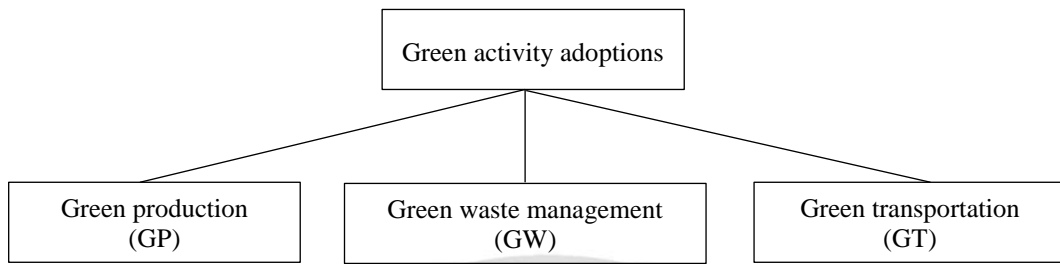 Green activity adoptions
Green production
(GP)
Green waste management
(GW)
Green transportation
(GT)